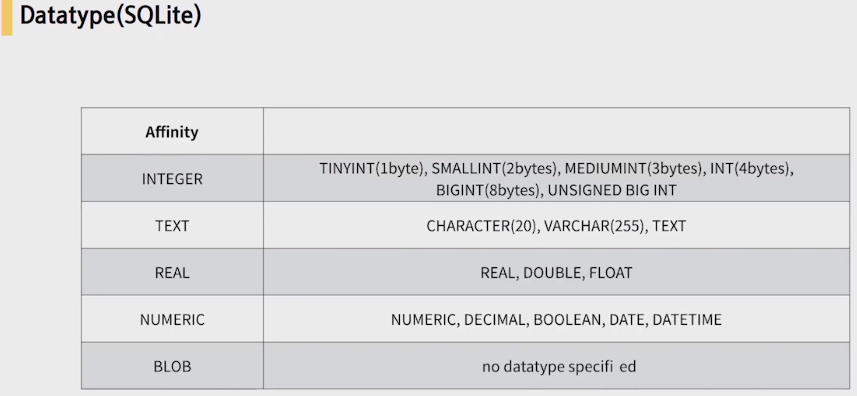 Datatype(SQLite)
Affinity
INTEGER
TINYINT(1byte), SMALLINT(2bytes), MEDIUMINT(3bytes), INT(4bytes),
BIGINT(8bytes), UNSIGNED BIG INT
TEXT
CHARACTER(20), VARCHAR(255), TEXT
REAL
REAL, DOUBLE, FLOAT
NUMERIC
NUMERIC, DECIMAL, BOOLEAN, DATE, DATETIME
BLOB
no datatype specifi ed